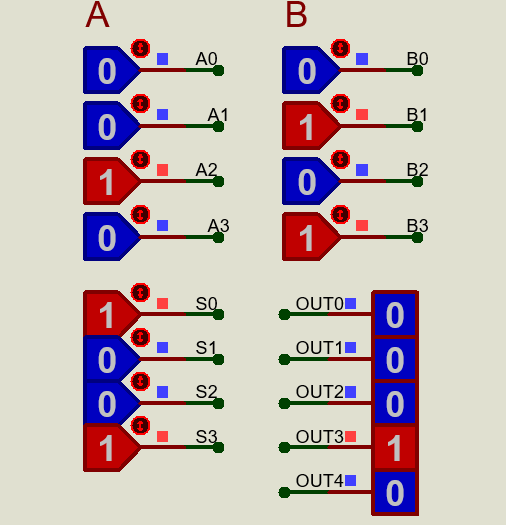 A B
0 A0 0 B0
0 A1 1 B1
1 A2 0 B2
0 A3 1 B3
1 S0 OUT0 0
0 S1 OUT1 0
0 S2 OUT2 0
1 S3 OUT3 1
OUT4 0